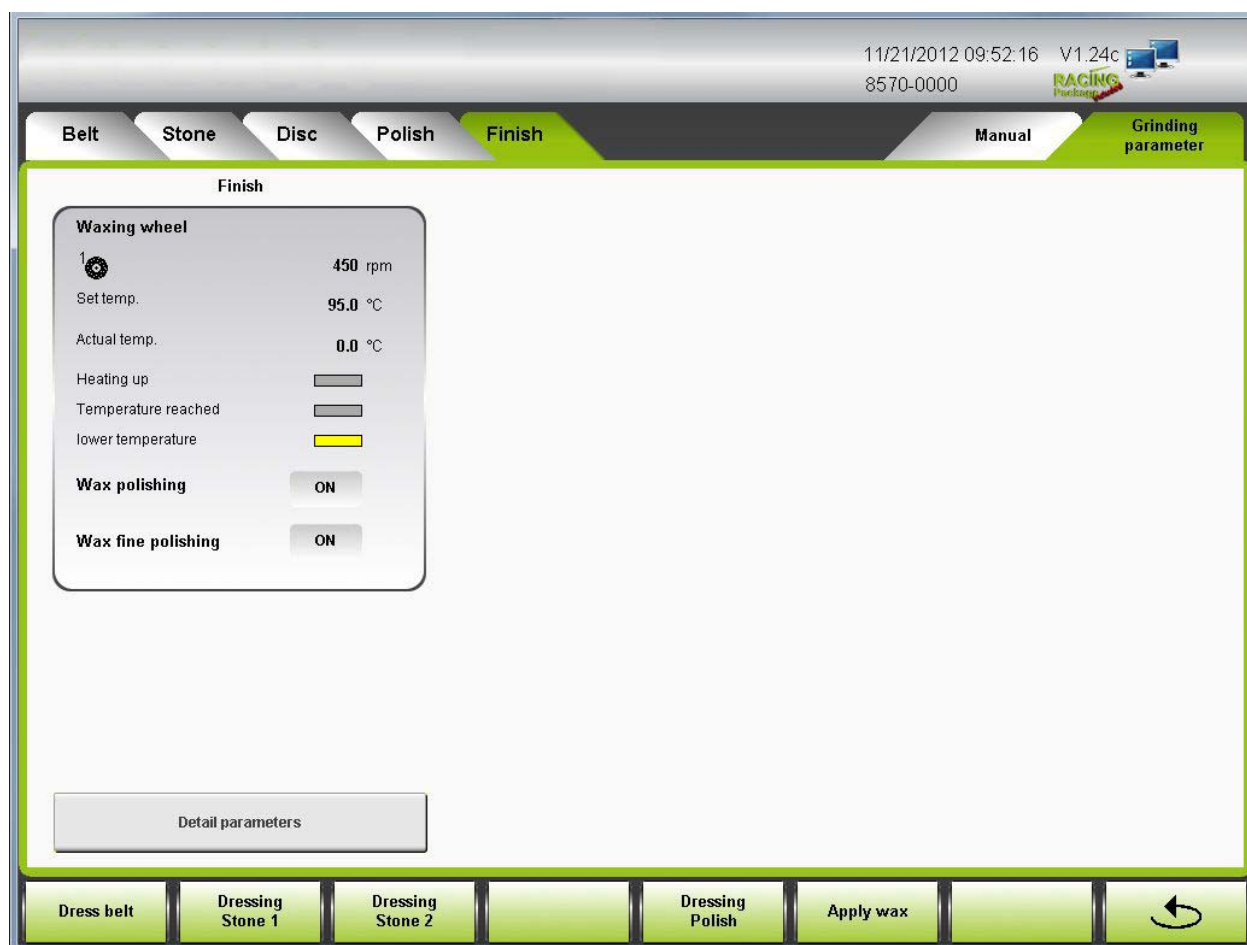 11/21/2012 09:52:16 V1.24c
8570-0000
RACING
Package
Belt Stone Disc Polish Finish Manual Grinding parameter
Finish
Waxing wheel
1 450 rpm
Set temp. 95.0 °C
Actual temp. 0.0 °C
Heating up
Temperature reached
lower temperature
Wax polishing ON
Wax fine polishing ON
Detail parameters
Dress belt
Dressing
Stone 1
Dressing
Stone 2
Dressing
Polish
Apply wax